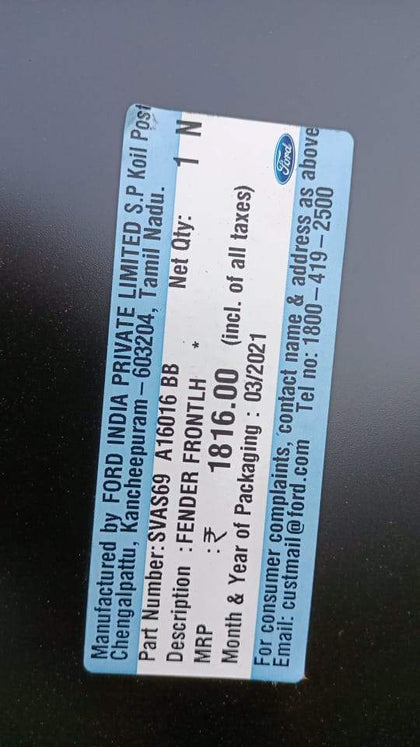 Manufactured by FORD INDIA PRIVATE LIMITED S.P Koil Post
Chengalpattu, Kancheepuram – 603204, Tamil Nadu.
Part Number: SVAS69 A16016 BB Net Qty: 1 N
Description : FENDER FRONTLH *
MRP : ₹ 1816.00 (incl. of all taxes)
Month & Year of Packaging : 03/2021
Ford
For consumer complaints, contact name & address as above
Email: custmail@ford.com Tel no: 1800–419–2500